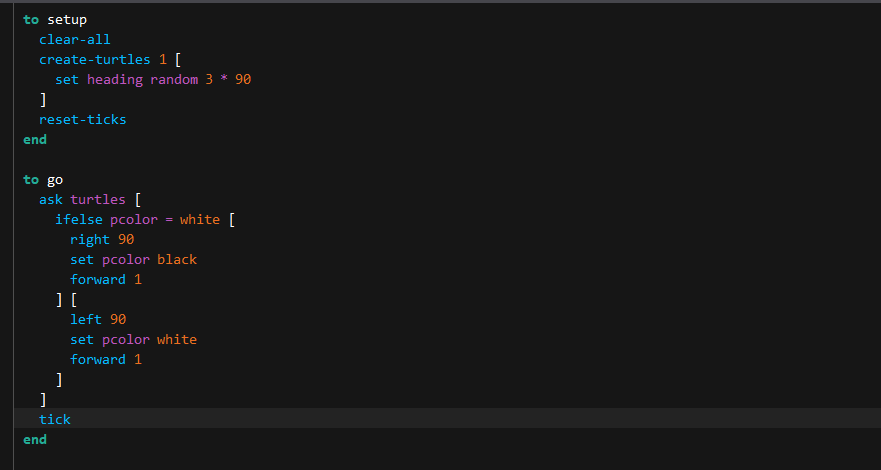 to setup
  clear-all
  create-turtles 1 [
    set heading random 3 * 90
  ]
  reset-ticks
end

to go
  ask turtles [
    ifelse pcolor = white [
      right 90
      set pcolor black
      forward 1
    ] [
      left 90
      set pcolor white
      forward 1
    ]
  ]
  tick
end